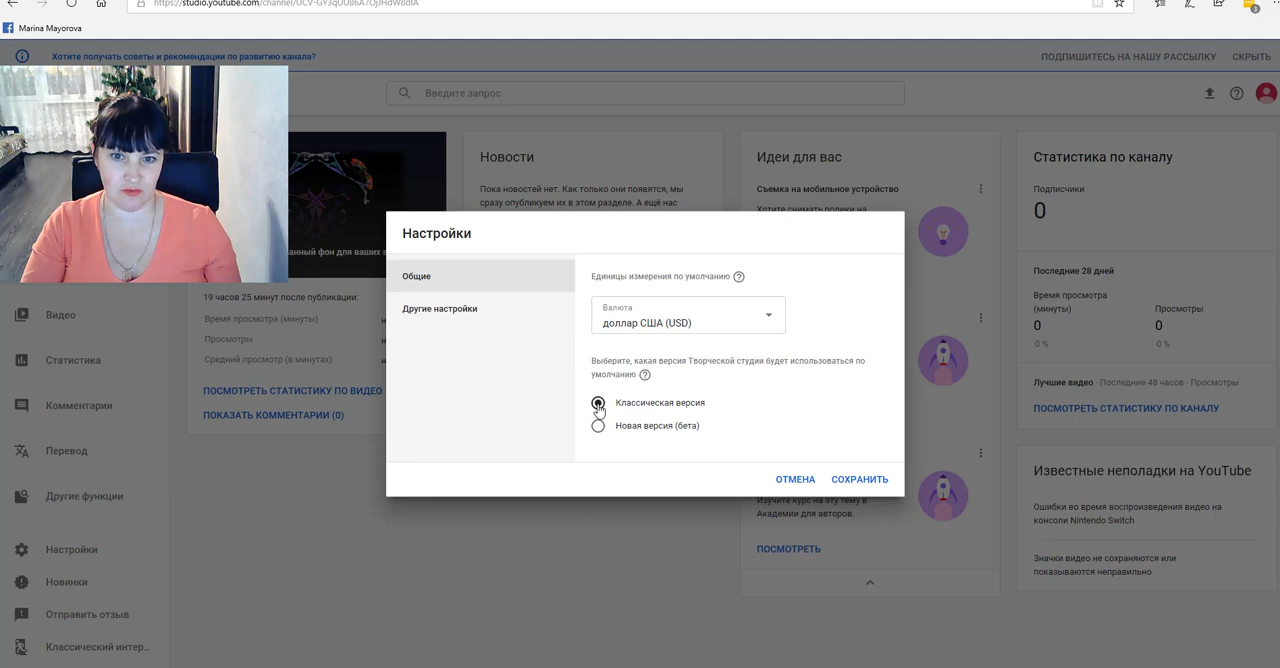 Marina Mayorova
Хотите получать советы и рекомендации по развитию канала?
ПОДПИШИТЕСЬ НА НАШУ РАССЫЛКУ
СКРЫТЬ
Введите запрос
Новости
Пока новостей нет. Как только они появятся, мы
сразу опубликуем их в этом разделе. А ещё нас
Идеи для вас
Съемка на мобильное устройство
Хотите снимать ролики на
Статистика по каналу
Подписчики
0
Последние 28 дней
Время просмотра
(минуты)
Просмотры
0
0
0 %
0 %
Лучшие видео · Последние 48 часов · Просмотры
ПОСМОТРЕТЬ СТАТИСТИКУ ПО КАНАЛУ
Известные неполадки на YouTube
Ошибки во время воспроизведения видео на
консоли Nintendo Switch
Значки видео не сохраняются или
показываются неправильно
Настройки
Общие
Другие настройки
Единицы измерения по умолчанию
Валюта
доллар США (USD)
Выберите, какая версия Творческой студии будет использоваться по
умолчанию
Классическая версия
Новая версия (бета)
ОТМЕНА
СОХРАНИТЬ
Изучите курс на эту тему в
Академии для авторов.
ПОСМОТРЕТЬ
фон для ваших
19 часов 25 минут после публикации:
Время просмотра (минуты)
Просмотры
Средний просмотр (в минутах)
ПОСМОТРЕТЬ СТАТИСТИКУ ПО ВИДЕО
ПОКАЗАТЬ КОММЕНТАРИИ (0)
Видео
Статистика
Комментарии
Перевод
Другие функции
Настройки
Новинки
Отправить отзыв
Классический интер...